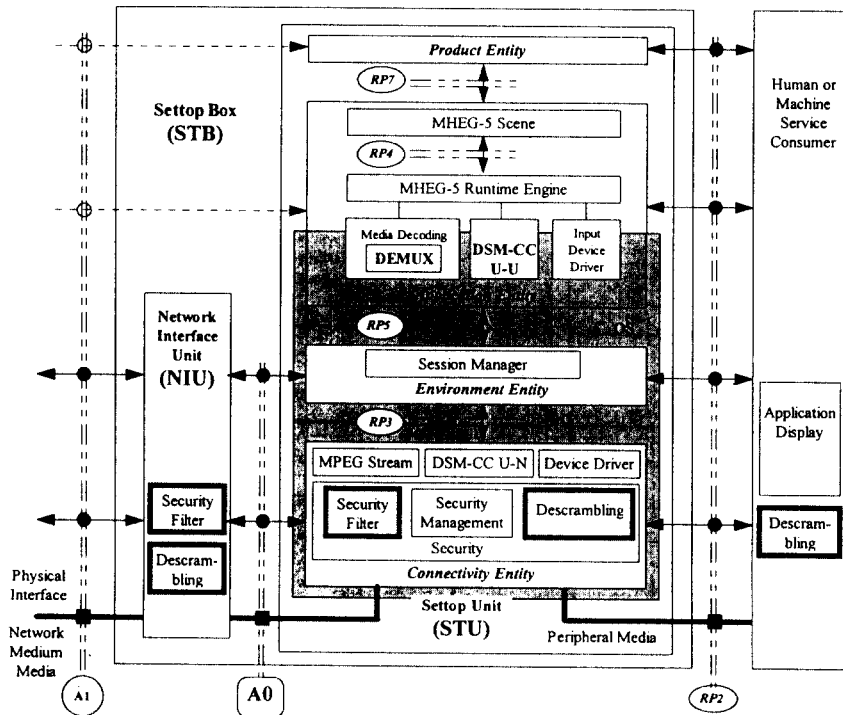 Product Entity
RP7
Settop Box
(STB)
Human or
Machine
Service
Consumer
MHEG-5 Scene
RP4
MHEG-5 Runtime Engine
Media Decoding
DEMUX
DSM-CC
U-U
Input
Device
Driver
RP5
Network
Interface
Unit
(NIU)
Session Manager
Environment Entity
RP3
Application
Display
MPEG Stream
DSM-CC U-N
Device Driver
Security
Filter
Security
Filter
Security
Management
Descrambling
Descram-
bling
Security
Descram-
bling
Connectivity Entity
Physical
Interface
Settop Unit
(STU)
Peripheral Media
Network
Medium
Media
A1
A0
RP2